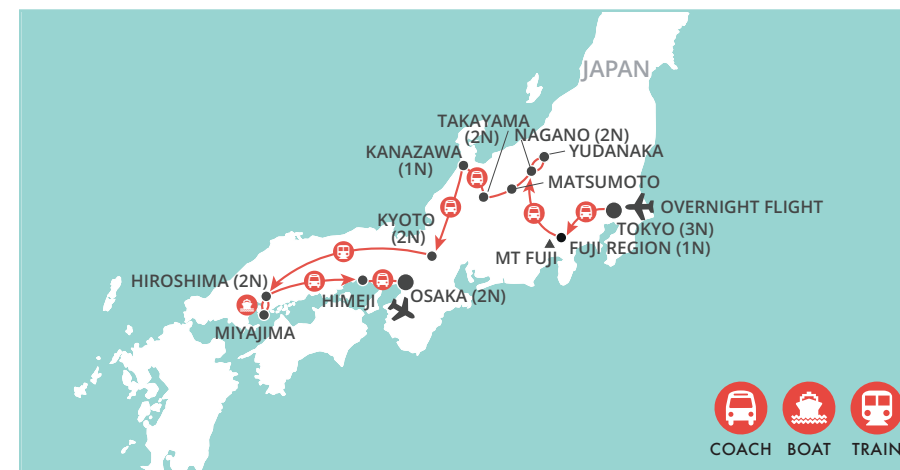 JAPAN
TAKAYAMA
(2N)
NAGANO (2N)
YUDANAKA
KANAZAWA
(1N)
MATSUMOTO
OVERNIGHT FLIGHT
TOKYO (3N)
KYOTO
(2N)
MT FUJI
FUJI REGION (1N)
HIROSHIMA (2N)
HIMEJI
OSAKA (2N)
MIYAJIMA
COACH
BOAT
TRAIN